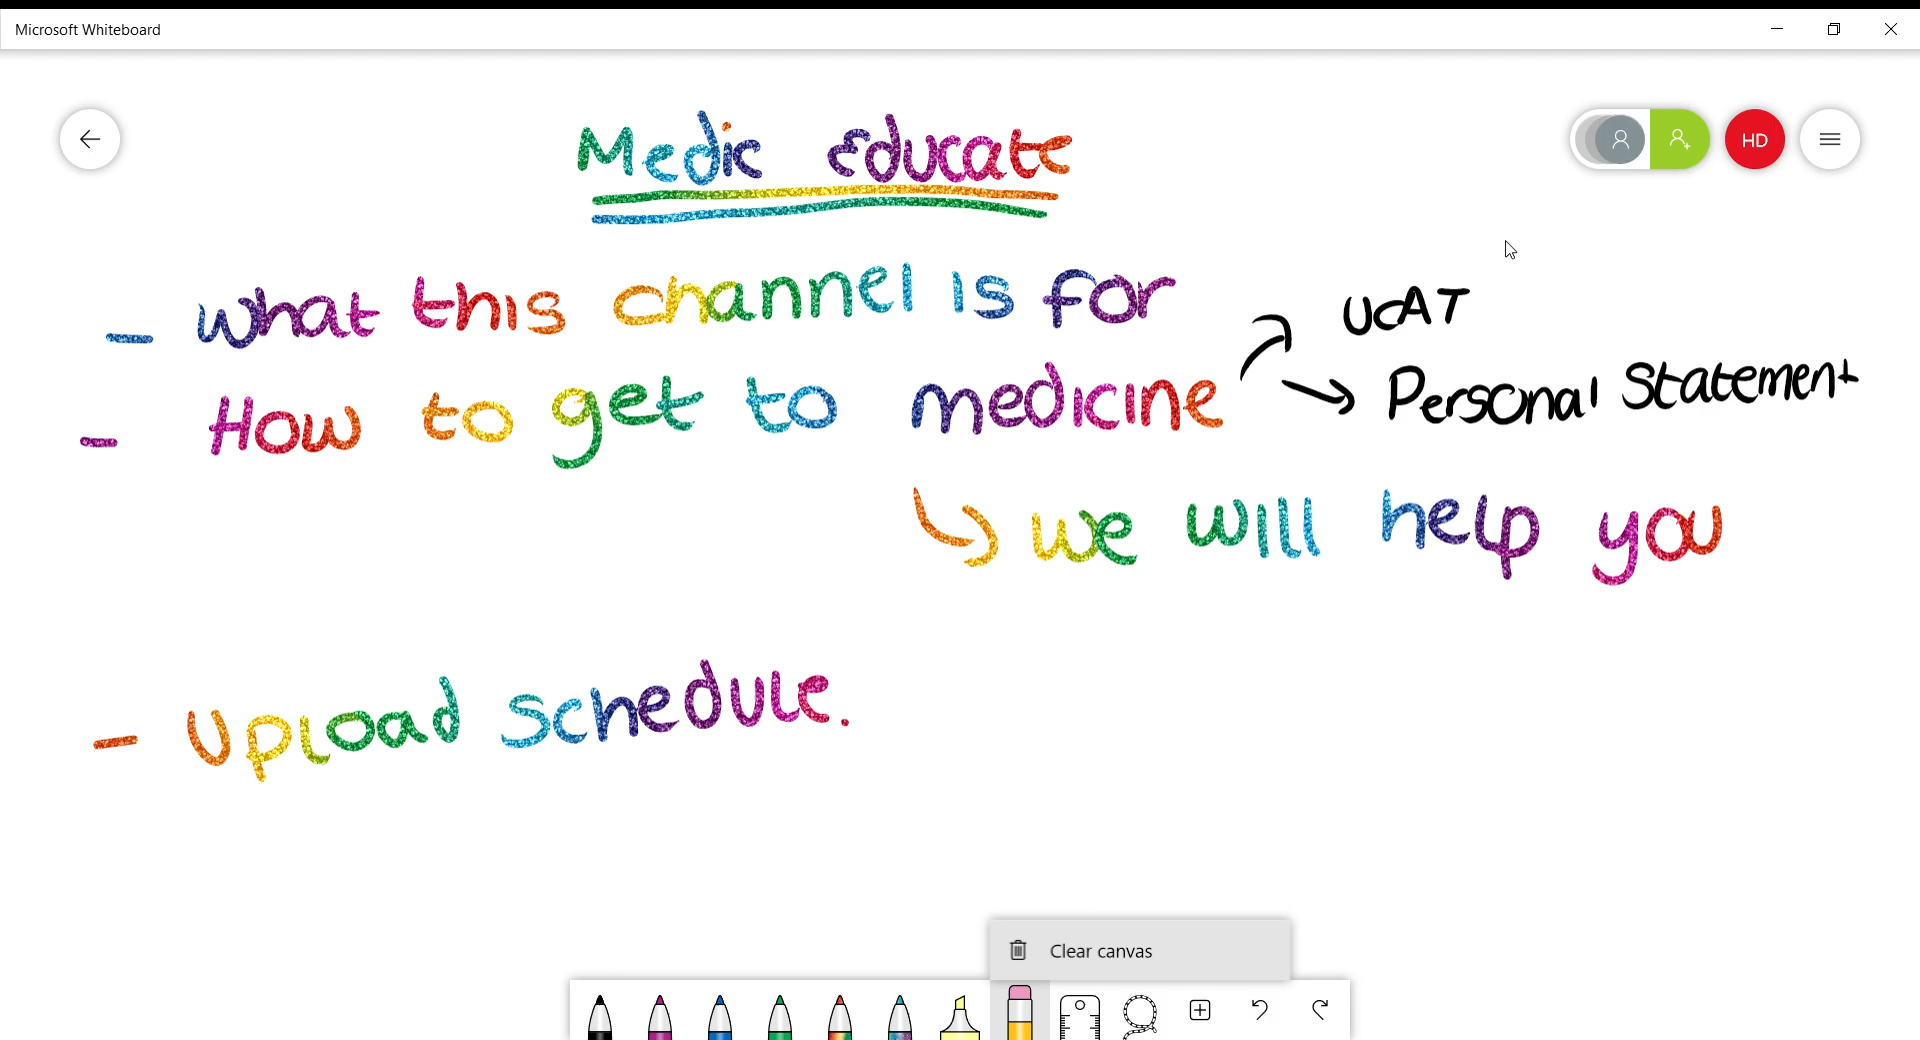 Microsoft Whiteboard
HD
Medic Educate
- What this channel is for
UCAT
- How to get to medicine
Personal Statement
we will help you
- Upload schedule.
Clear canvas